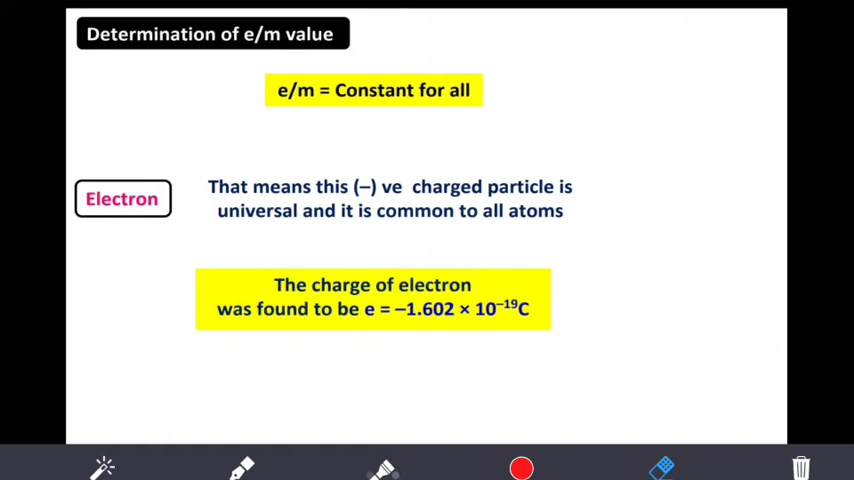 Determination of e/m value
e/m = Constant for all
Electron
That means this (–) ve charged particle is
universal and it is common to all atoms
The charge of electron
was found to be e = –1.602 × 10⁻¹⁹C